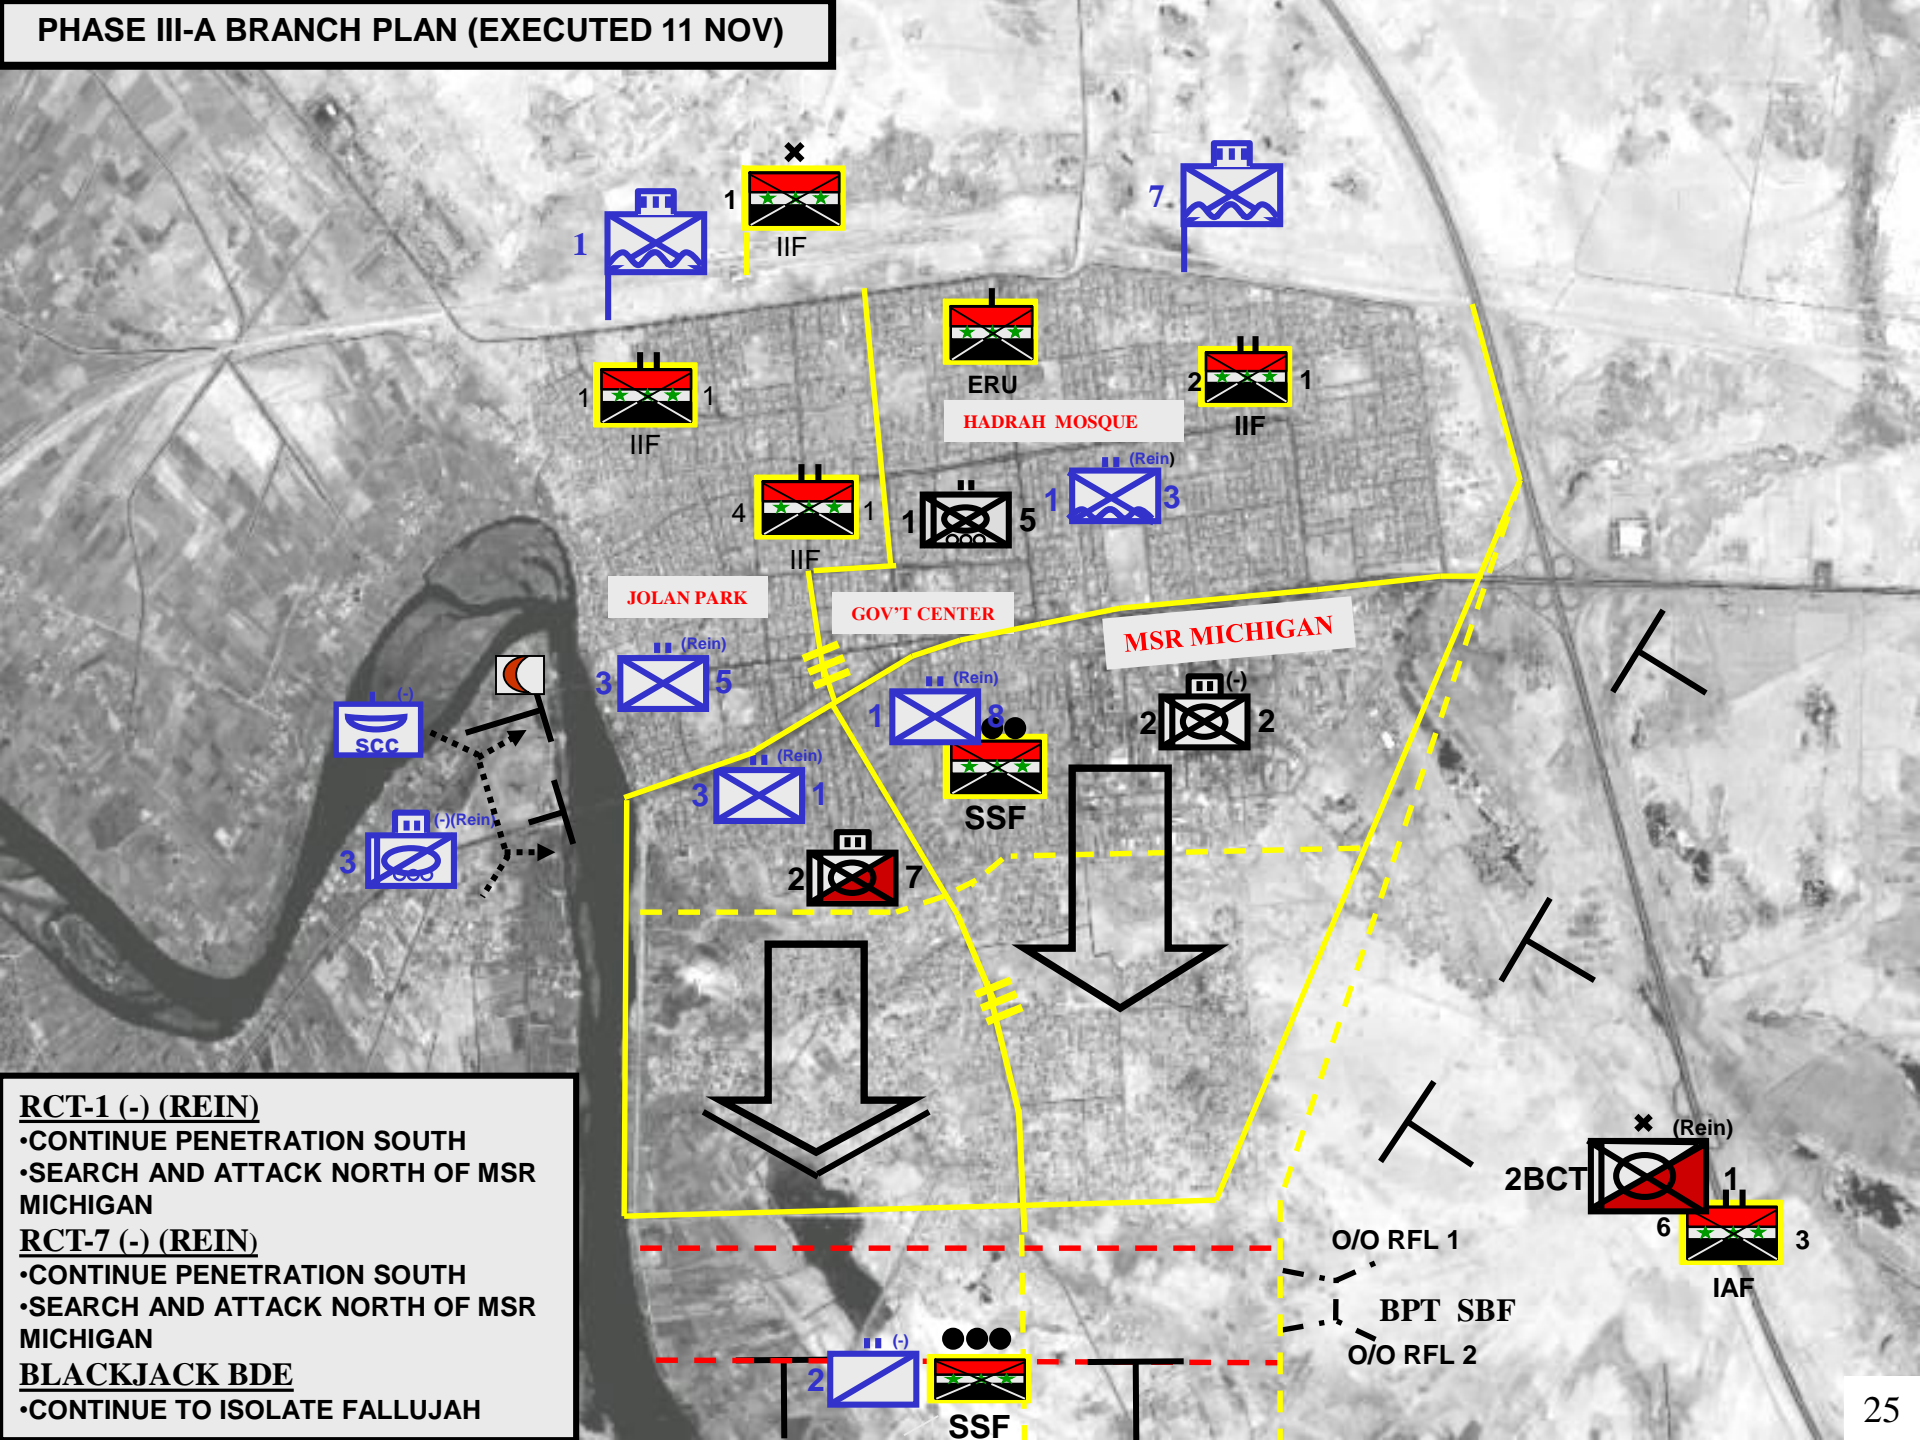 PHASE III-A BRANCH PLAN (EXECUTED 11 NOV)
1
IIF
1
7
ERU
1 1
IIF
2 1
IIF
HADRAH MOSQUE
(Rein)
1 3
4 1
IIF
1 5
JOLAN PARK
GOV'T CENTER
MSR MICHIGAN
(Rein)
3 5
(Rein)
1 8
SSF
(-)
2 2
(-)
SCC
(Rein)
3 1
(-)(Rein)
3
2 7
RCT-1 (-) (REIN)
•CONTINUE PENETRATION SOUTH
•SEARCH AND ATTACK NORTH OF MSR
MICHIGAN
RCT-7 (-) (REIN)
•CONTINUE PENETRATION SOUTH
•SEARCH AND ATTACK NORTH OF MSR
MICHIGAN
BLACKJACK BDE
•CONTINUE TO ISOLATE FALLUJAH
(Rein)
2BCT 1
6 3
IAF
O/O RFL 1
BPT SBF
O/O RFL 2
(-)
2
SSF
25